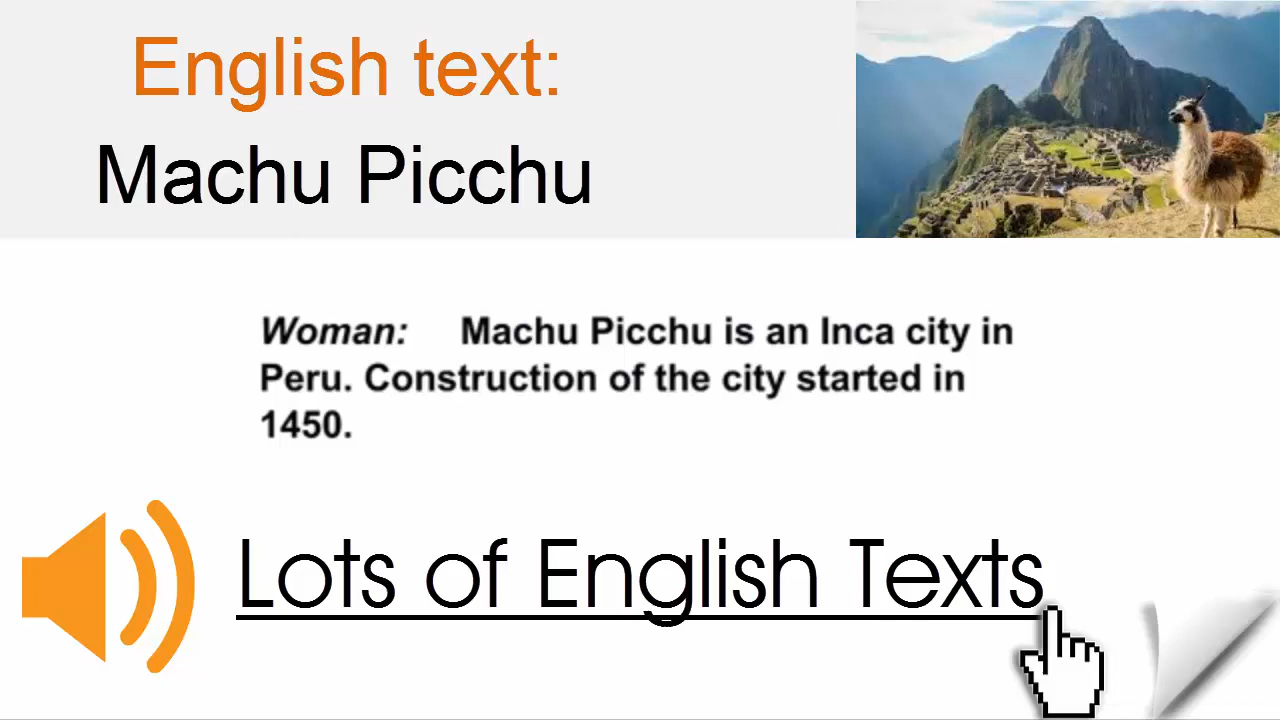 English text:
Machu Picchu
Woman: Machu Picchu is an Inca city in
Peru. Construction of the city started in
1450.
Lots of English Texts